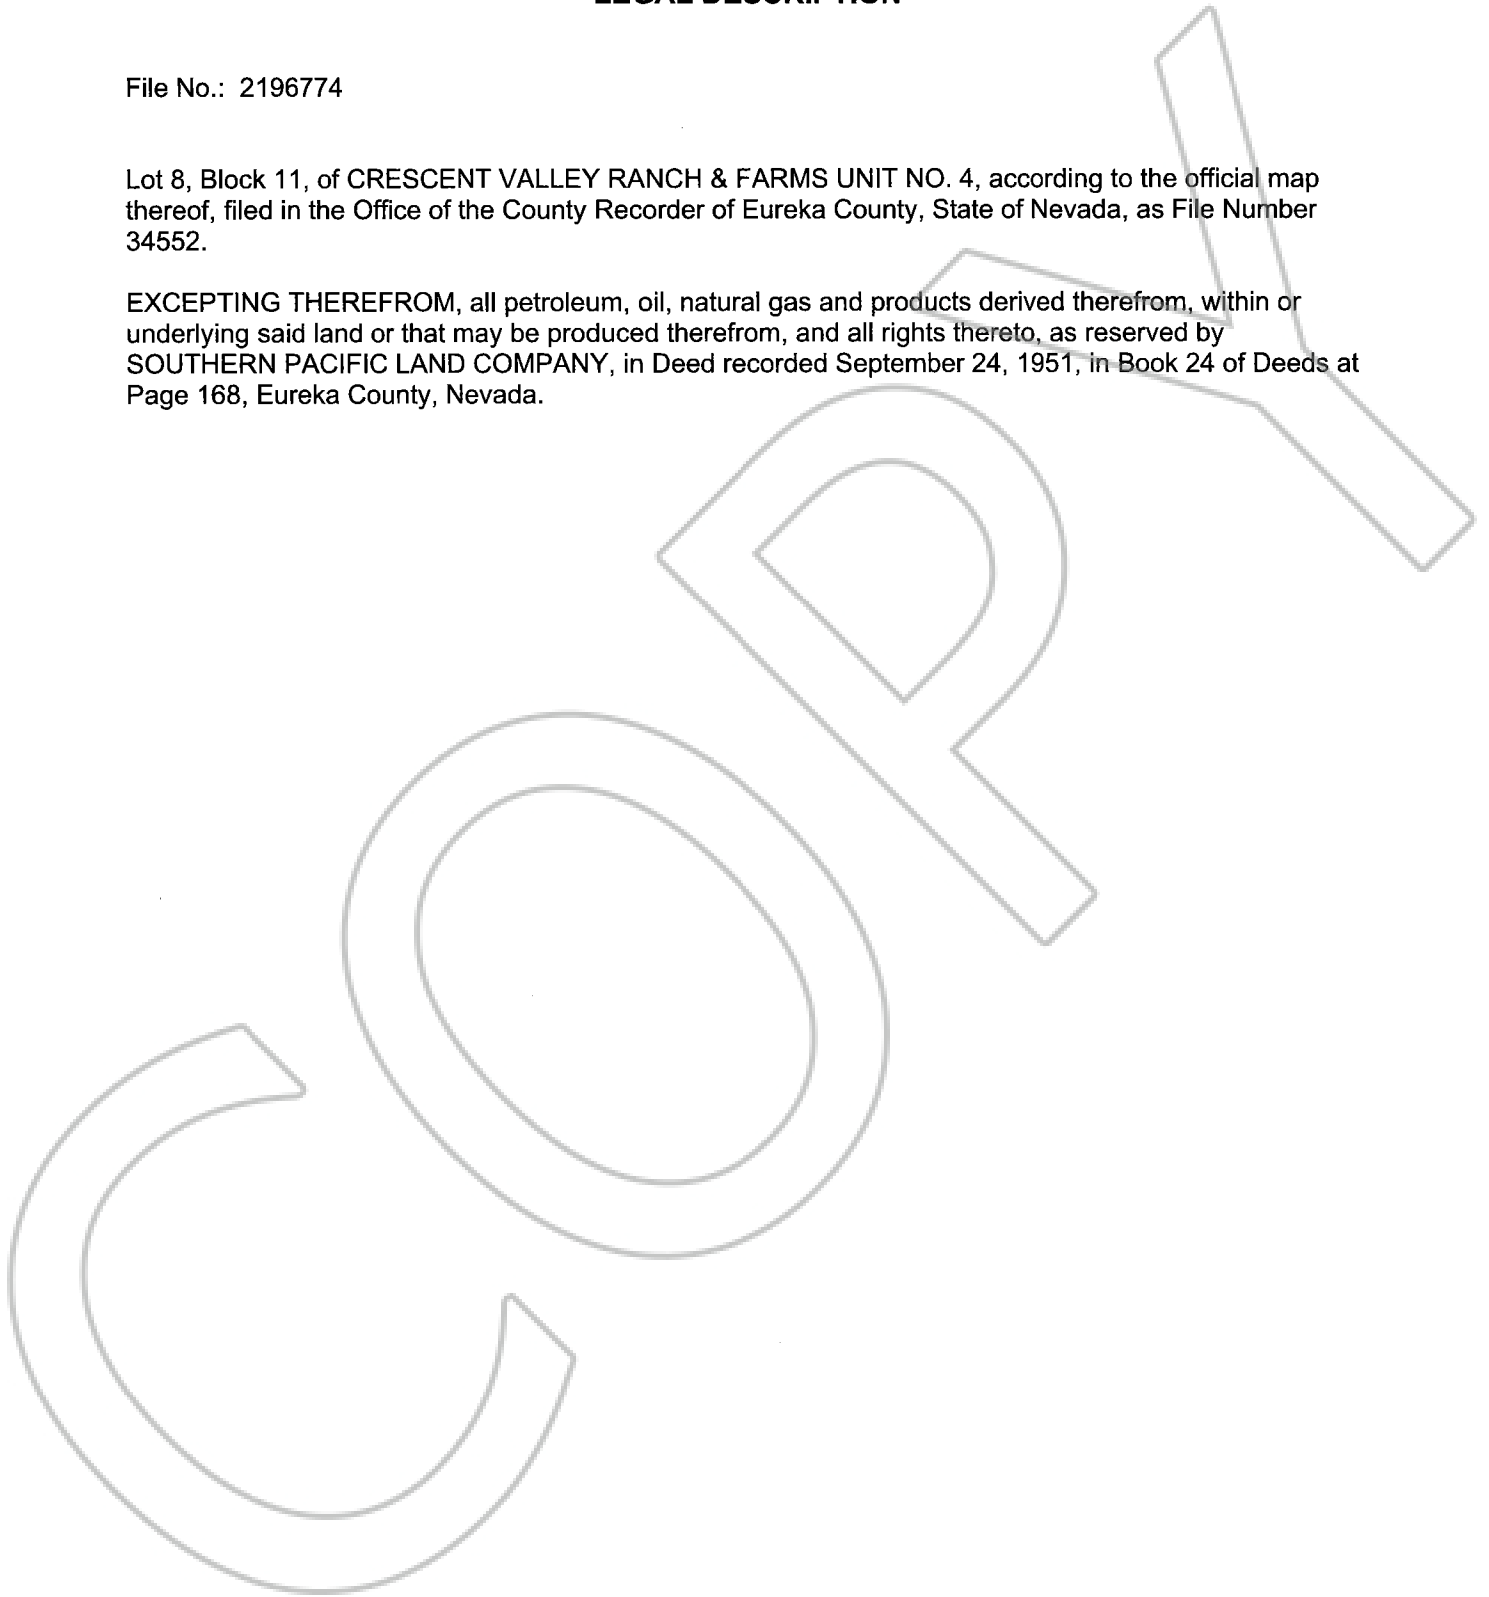 LEGAL DESCRIPTION
File No.: 2196774
Lot 8, Block 11, of CRESCENT VALLEY RANCH & FARMS UNIT NO. 4, according to the official map
thereof, filed in the Office of the County Recorder of Eureka County, State of Nevada, as File Number
34552.
EXCEPTING THEREFROM, all petroleum, oil, natural gas and products derived therefrom, within or
underlying said land or that may be produced therefrom, and all rights thereto, as reserved by
SOUTHERN PACIFIC LAND COMPANY, in Deed recorded September 24, 1951, in Book 24 of Deeds at
Page 168, Eureka County, Nevada.
COPY